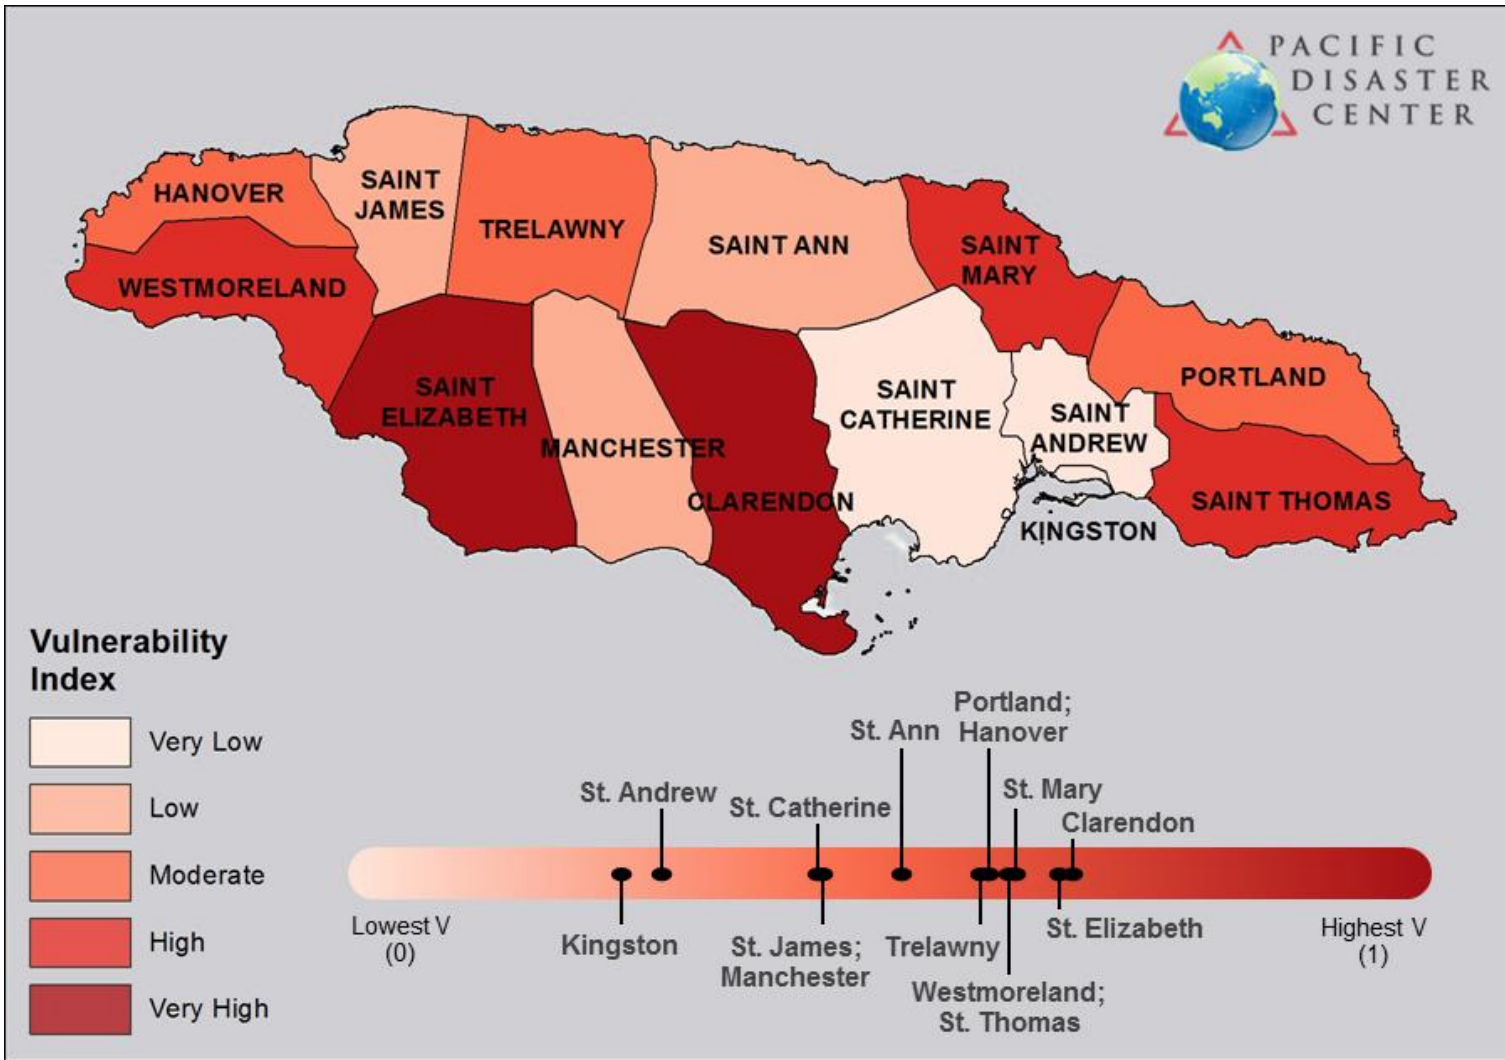 PACIFIC
DISASTER
CENTER
HANOVER
SAINT
JAMES
TRELAWNY
SAINT ANN
SAINT
MARY
WESTMORELAND
PORTLAND
SAINT
ELIZABETH
MANCHESTER
CLARENDON
SAINT
CATHERINE
SAINT
ANDREW
SAINT THOMAS
KINGSTON
Vulnerability
Index
Very Low
Low
Moderate
High
Very High
Portland;
Hanover
St. Ann
St. Andrew
St. Catherine
St. Mary
Clarendon
Lowest V
(0)
Kingston
St. James;
Manchester
Trelawny
Westmoreland;
St. Thomas
St. Elizabeth
Highest V
(1)